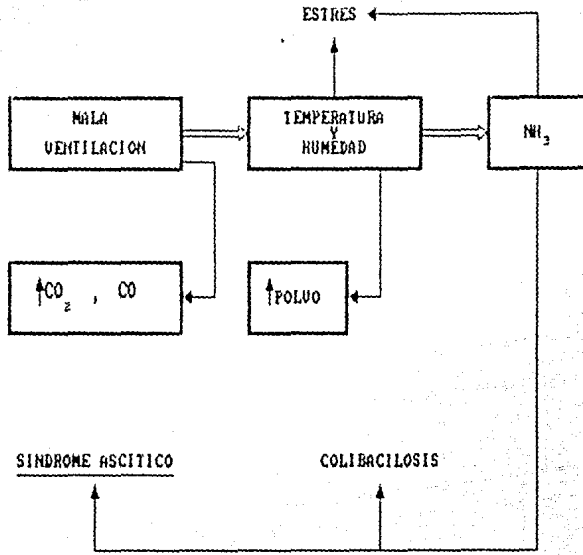 ESTRES
MALA
VENTILACION
TEMPERATURA
Y
HUMEDAD
NH₃
↑CO₂ , CO
↑POLVO
SINDROME ASCITICO
COLIBACILOSIS